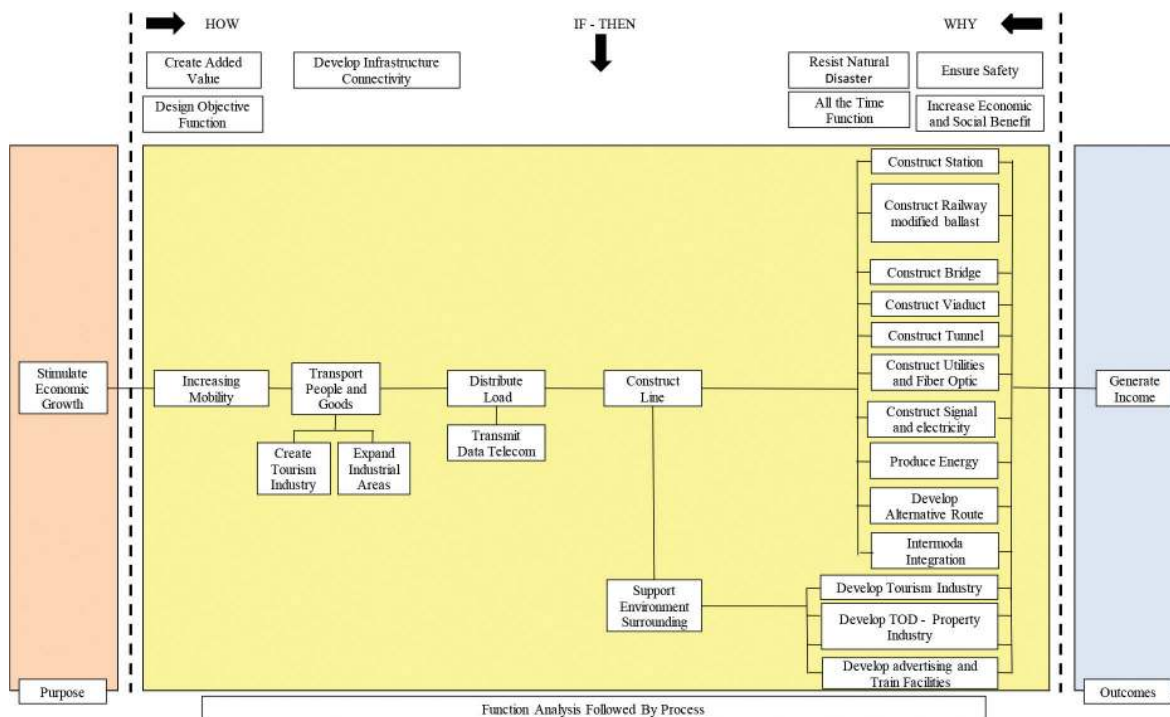 HOW
IF - THEN
WHY
Create Added
Value
Develop Infrastructure
Connectivity
Resist Natural
Disaster
Ensure Safety
Design Objective
Function
All the Time
Function
Increase Economic
and Social Benefit
Construct Station
Construct Railway
modified ballast
Construct Bridge
Construct Viaduct
Construct Tunnel
Stimulate
Economic
Growth
Increasing
Mobility
Transport
People and
Goods
Distribute
Load
Construct
Line
Construct Utilities
and Fiber Optic
Generate
Income
Create
Tourism
Industry
Expand
Industrial
Areas
Transmit
Data Telecom
Construct Signal
and electricity
Produce Energy
Develop
Alternative Route
Intermoda
Integration
Support
Environment
Surrounding
Develop Tourism Industry
Develop TOD - Property
Industry
Develop advertising and
Train Facilities
Purpose
Outcomes
Function Analysis Followed By Process